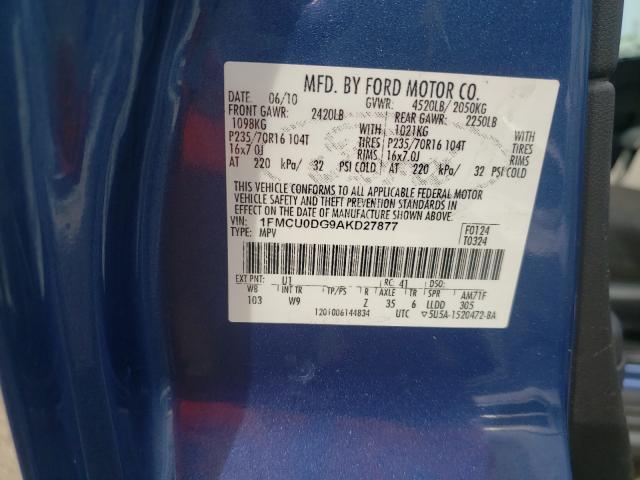 MFD. BY FORD MOTOR CO.
DATE 06/10 GVWR: 4520LB/2050KG
FRONT GAWR: 2420LB REAR GAWR: 2250LB
1098KG WITH 1021KG WITH
P235/70R16 104T TIRES P235/70R16 104T TIRES
16x7.0J RIMS 16x7.0J RIMS
AT 220 kPa/ 32 PSI COLD AT 220 kPa/ 32 PSI COLD
THIS VEHICLE CONFORMS TO ALL APPLICABLE FEDERAL MOTOR
VEHICLE SAFETY AND THEFT PREVENTION STANDARDS IN
EFFECT ON THE DATE OF MANUFACTURE SHOWN ABOVE.
VIN: 1FMCU0DG9AKD27877 F0124
TYPE: MPV T0324
EXT PNT: U1 RC: 41 DSO:
WB INT TR TP/PS R AXLE TR SPR AM71F
103 W9 Z 35 6 LLDD 305
1201006144834 UTC ▽5U5A-1520472-BA